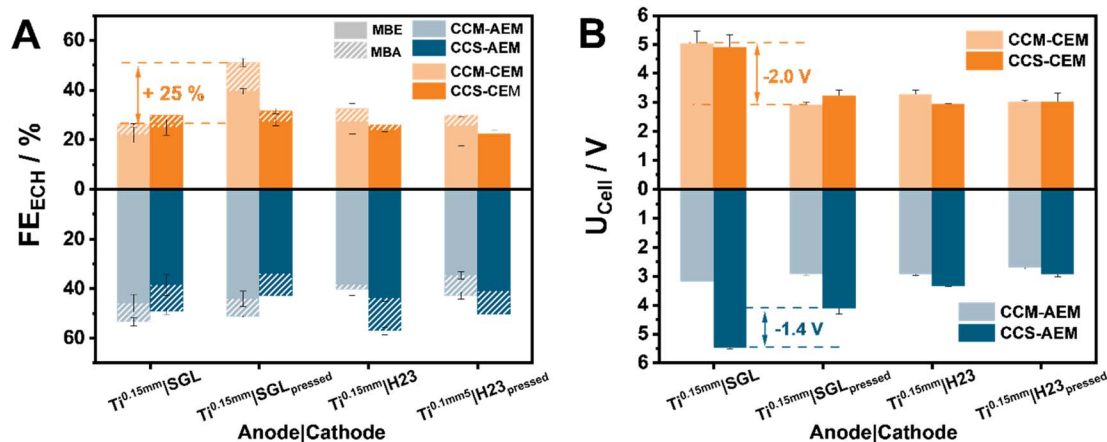 A
FE_ECH / %
60
40
20
0
20
40
60
MBE
MBA
CCM-AEM
CCS-AEM
CCM-CEM
CCS-CEM
+ 25 %
Ti^0.15mm|SGL
Ti^0.15mm|SGL_pressed
Ti^0.15mm|H23
Ti^0.1mm5|H23_pressed
Anode|Cathode
B
U_Cell / V
6
5
4
3
2
1
0
1
2
3
4
5
6
CCM-CEM
CCS-CEM
-2.0 V
-1.4 V
CCM-AEM
CCS-AEM
Ti^0.15mm|SGL
Ti^0.15mm|SGL_pressed
Ti^0.15mm|H23
Ti^0.15mm|H23_pressed
Anode|Cathode